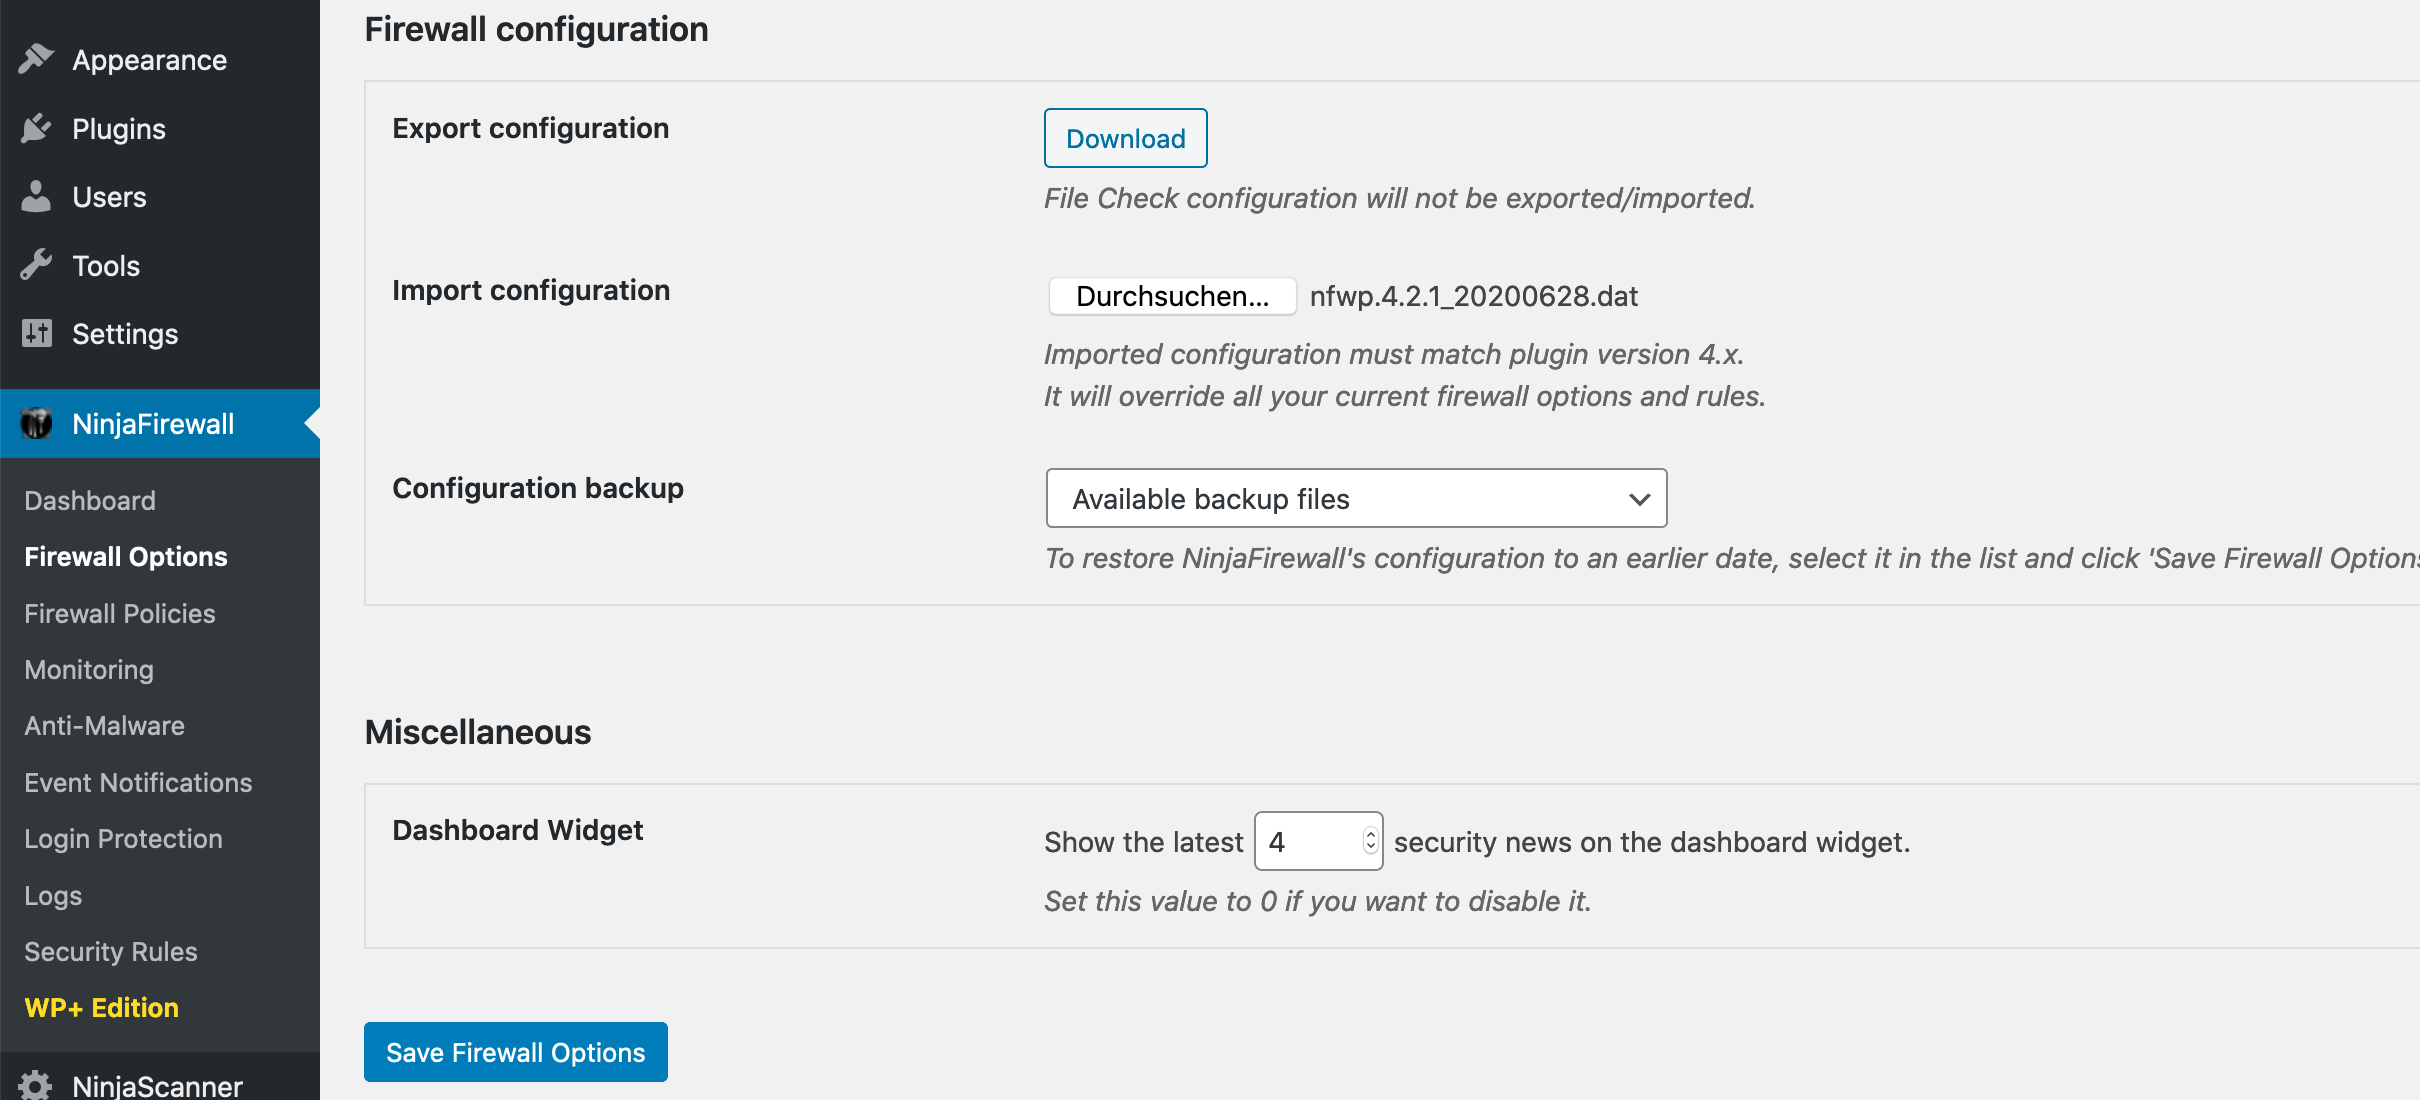 Appearance
Plugins
Users
Tools
Settings
NinjaFirewall
Dashboard
Firewall Options
Firewall Policies
Monitoring
Anti-Malware
Event Notifications
Login Protection
Logs
Security Rules
WP+ Edition
NinjaScanner
Firewall configuration
Export configuration
Download
File Check configuration will not be exported/imported.
Import configuration
Durchsuchen... nfwp.4.2.1_20200628.dat
Imported configuration must match plugin version 4.x.
It will override all your current firewall options and rules.
Configuration backup
Available backup files
To restore NinjaFirewall's configuration to an earlier date, select it in the list and click 'Save Firewall Options
Miscellaneous
Dashboard Widget
Show the latest 4 security news on the dashboard widget.
Set this value to 0 if you want to disable it.
Save Firewall Options